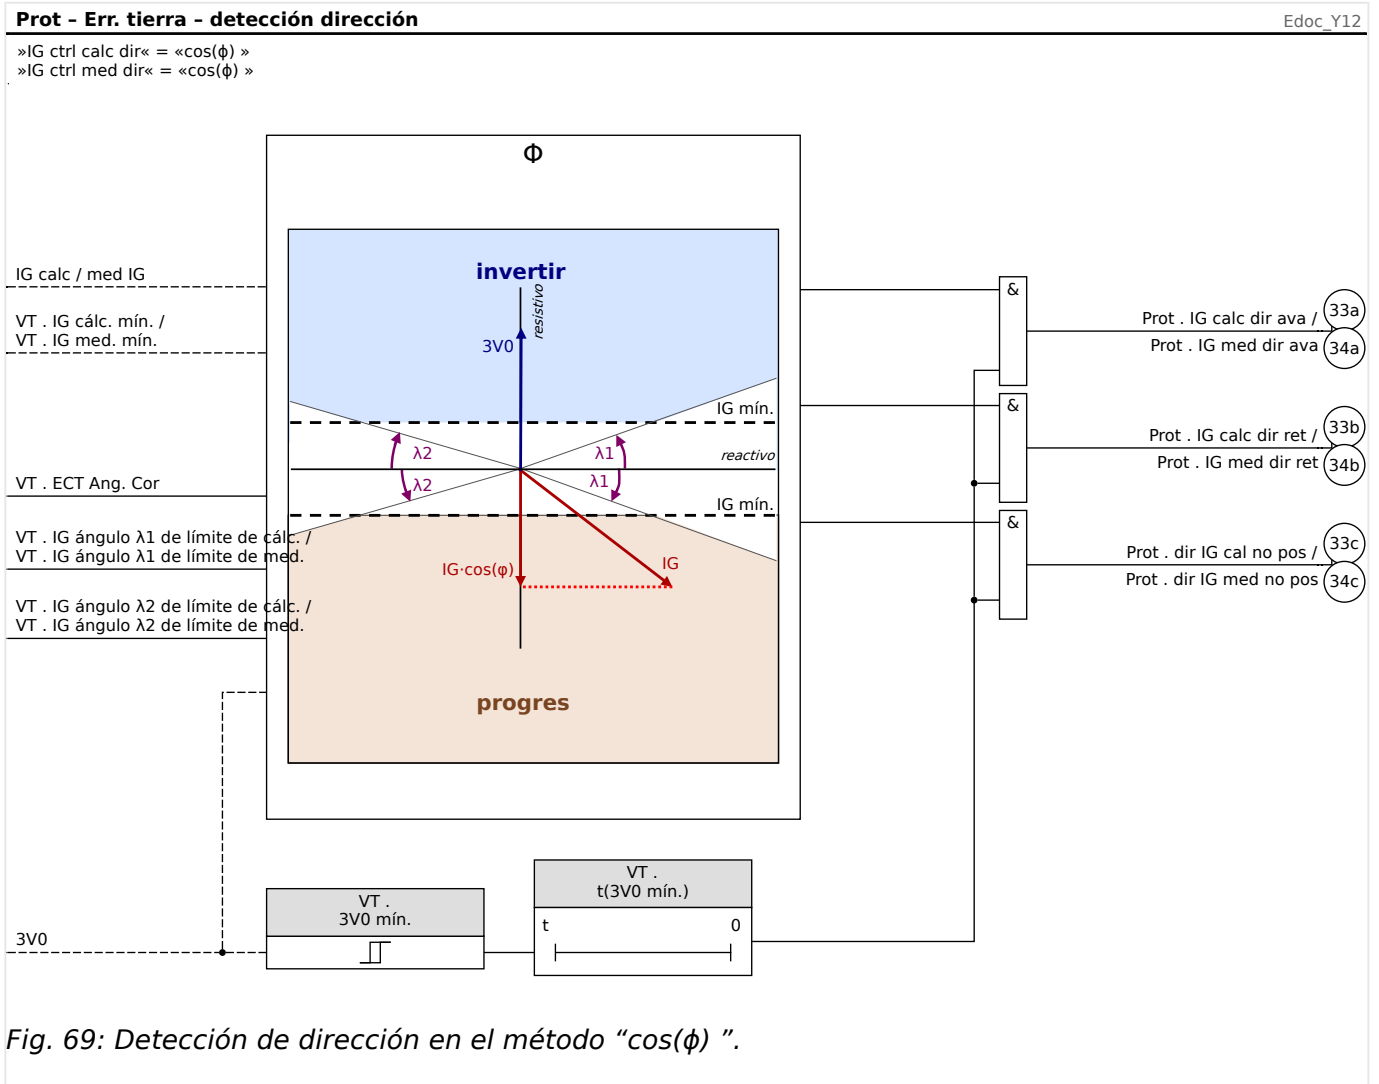 Prot – Err. tierra – detección dirección
Edoc_Y12
»IG ctrl calc dir« = «cos(ϕ) »
»IG ctrl med dir« = «cos(ϕ) »
Φ
invertir
resistivo
3V0
IG mín.
λ2
λ1
reactivo
λ2
λ1
IG mín.
IG·cos(φ)
IG
progres
IG calc / med IG
VT . IG cálc. mín. /
VT . IG med. mín.
VT . ECT Ang. Cor
VT . IG ángulo λ1 de límite de cálc. /
VT . IG ángulo λ1 de límite de med.
VT . IG ángulo λ2 de límite de cálc. /
VT . IG ángulo λ2 de límite de med.
3V0
VT .
3V0 mín.
VT .
t(3V0 mín.)
t
0
&
Prot . IG calc dir ava /
33a
Prot . IG med dir ava
34a
&
Prot . IG calc dir ret /
33b
Prot . IG med dir ret
34b
&
Prot . dir IG cal no pos /
33c
Prot . dir IG med no pos
34c
Fig. 69: Detección de dirección en el método “cos(ϕ) ”.